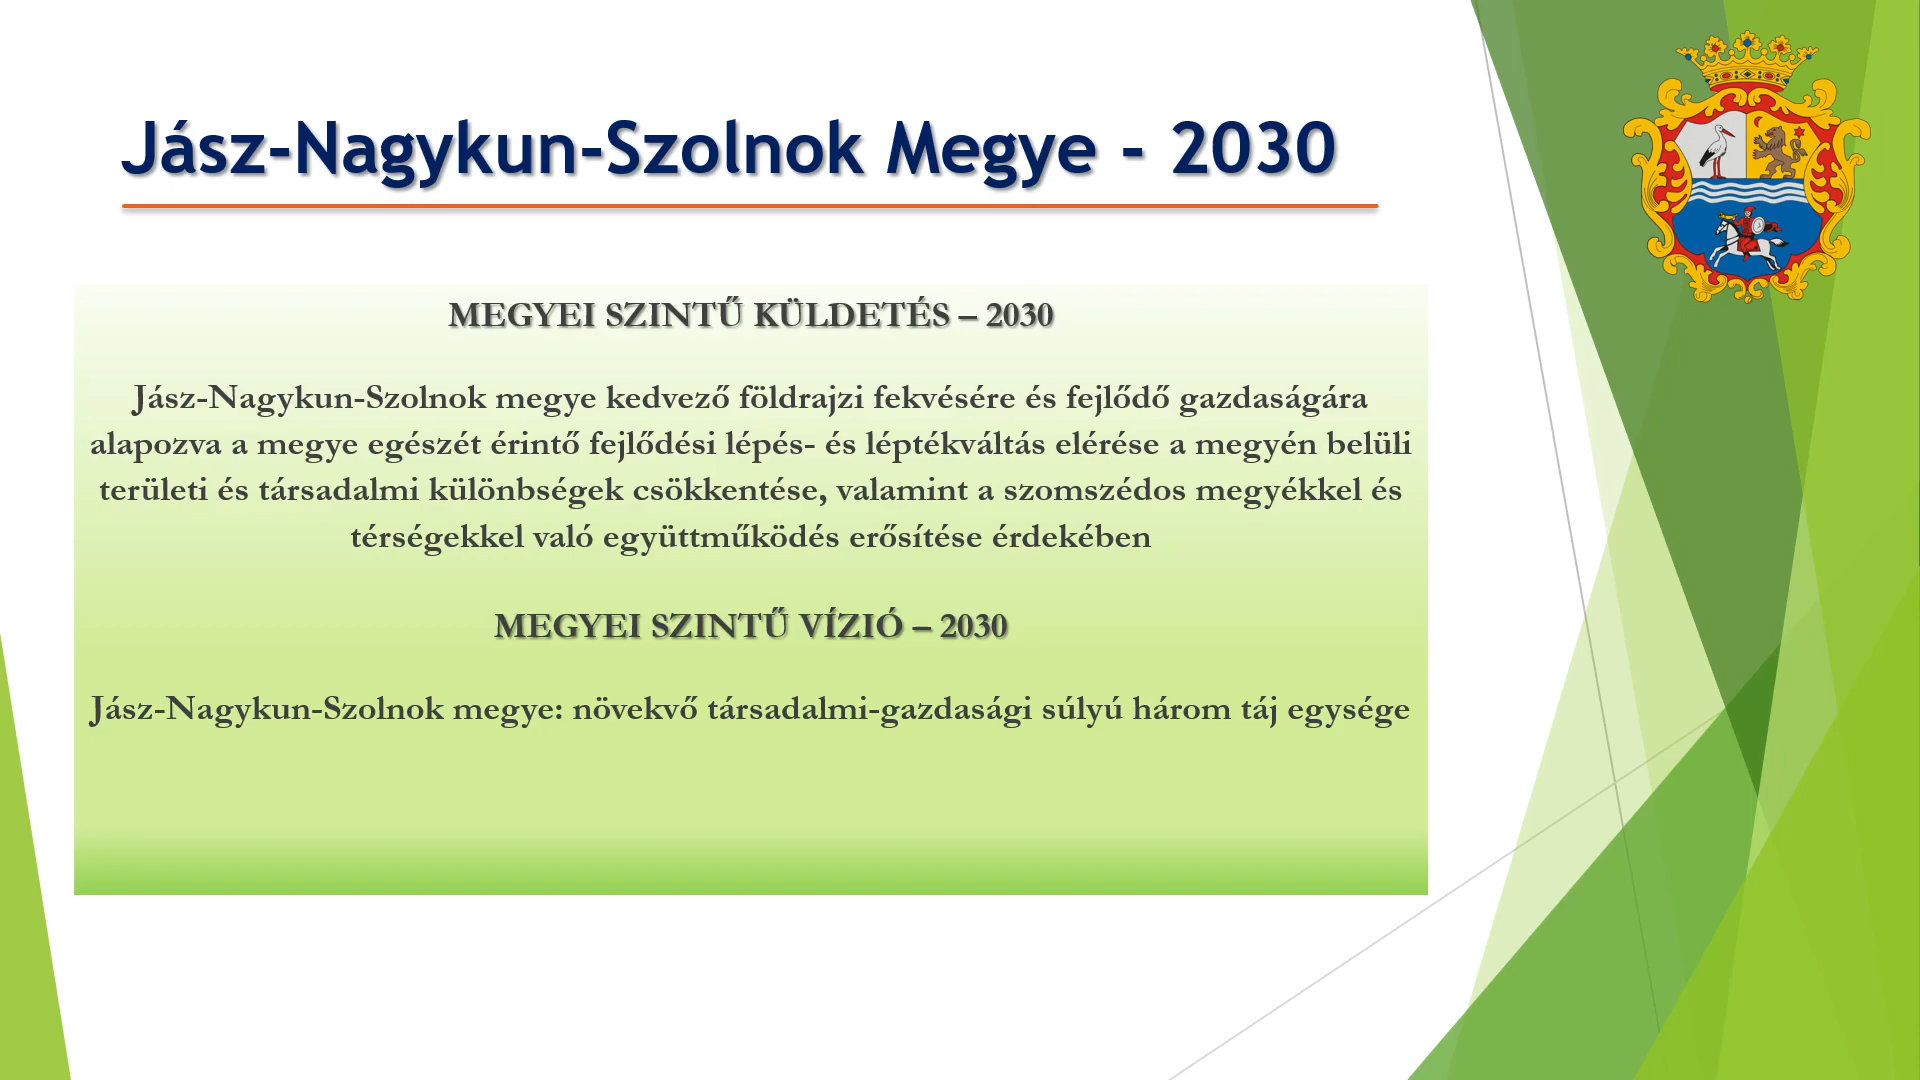 Jász-Nagykun-Szolnok Megye - 2030
MEGYEI SZINTŰ KÜLDETÉS – 2030
Jász-Nagykun-Szolnok megye kedvező földrajzi fekvésére és fejlődő gazdaságára
alapozva a megye egészét érintő fejlődési lépés- és léptékváltás elérése a megyén belüli
területi és társadalmi különbségek csökkentése, valamint a szomszédos megyékkel és
térségekkel való együttműködés erősítése érdekében
MEGYEI SZINTŰ VÍZIÓ – 2030
Jász-Nagykun-Szolnok megye: növekvő társadalmi-gazdasági súlyú három táj egysége